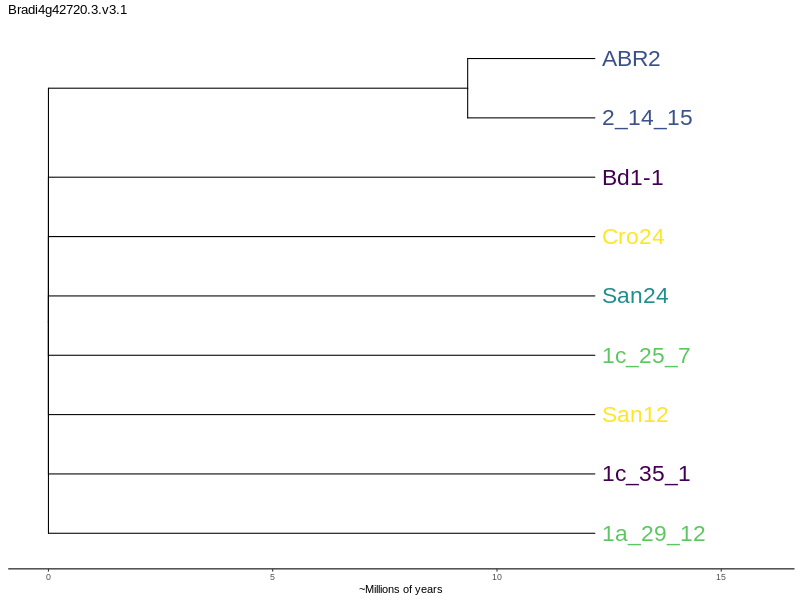 Bradi4g42720.3.v3.1
ABR2
2_14_15
Bd1-1
Cro24
San24
1c_25_7
San12
1c_35_1
1a_29_12
0 5 10 15
~Millions of years